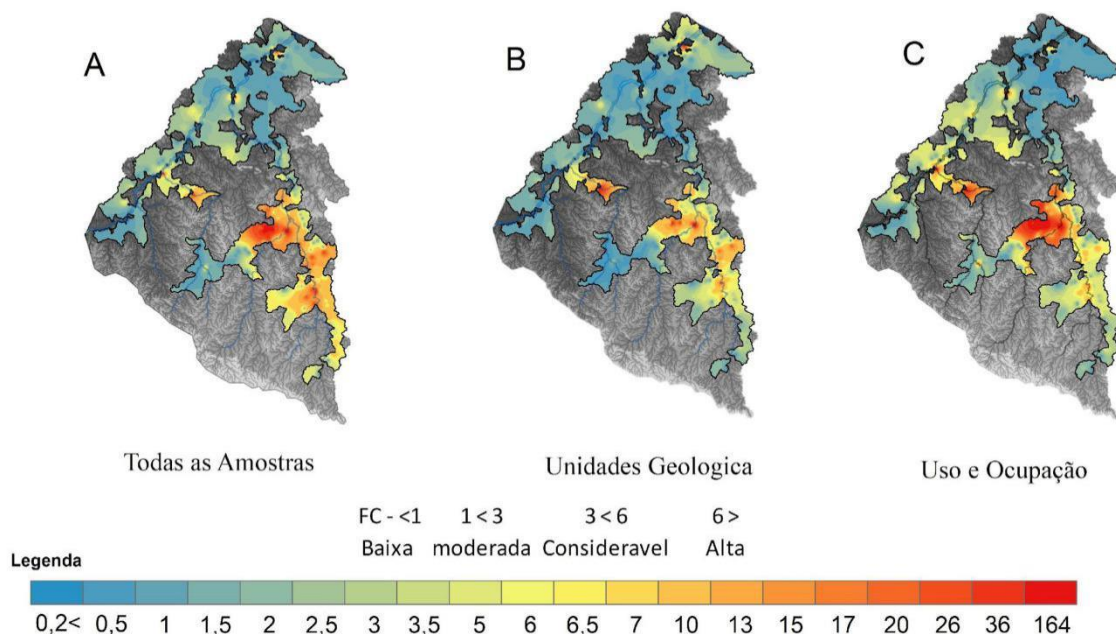 A
B
C
Todas as Amostras
Unidades Geologica
Uso e Ocupação
FC - <1 1 < 3 3 < 6 6 >
Baixa moderada Consideravel Alta
Legenda
0,2< 0,5 1 1,5 2 2,5 3 3,5 5 6 6,5 7 10 13 15 17 20 26 36 164